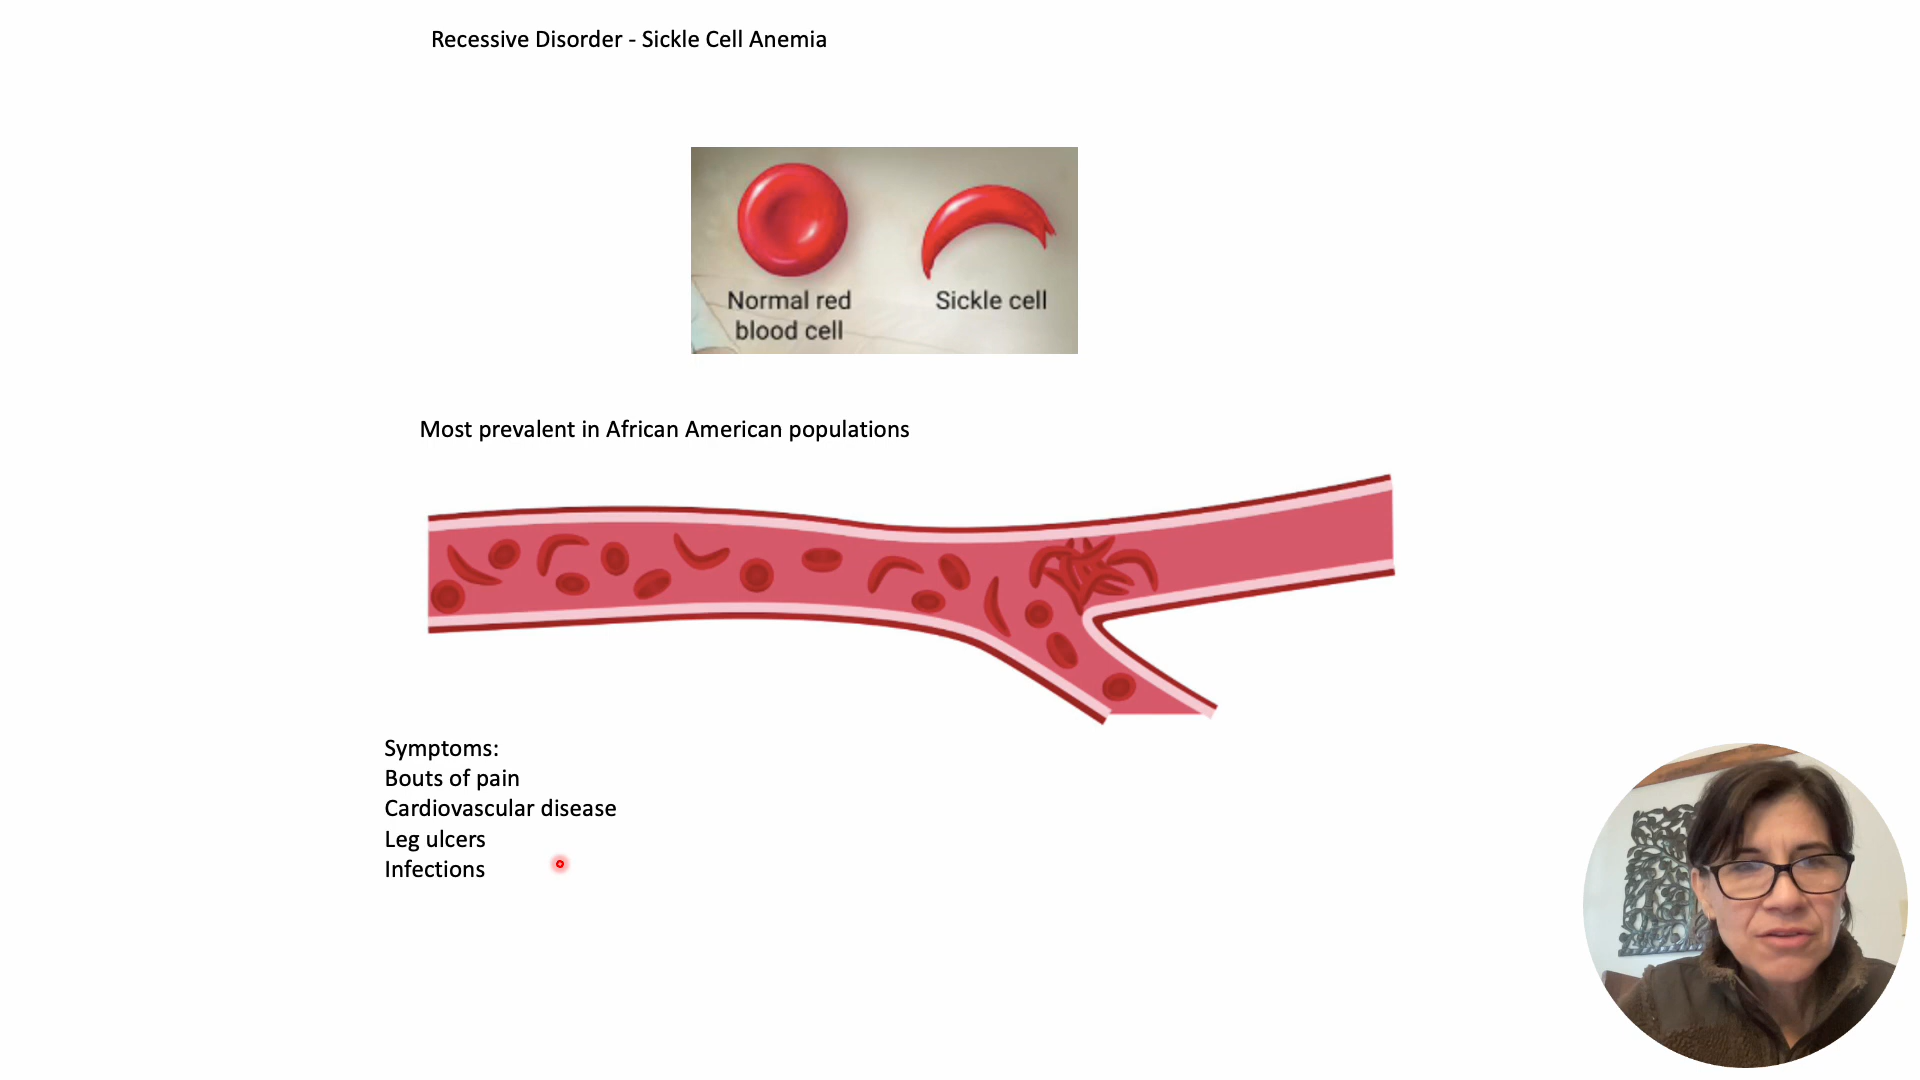 Recessive Disorder - Sickle Cell Anemia
Normal red
blood cell
Sickle cell
Most prevalent in African American populations
Symptoms:
Bouts of pain
Cardiovascular disease
Leg ulcers
Infections